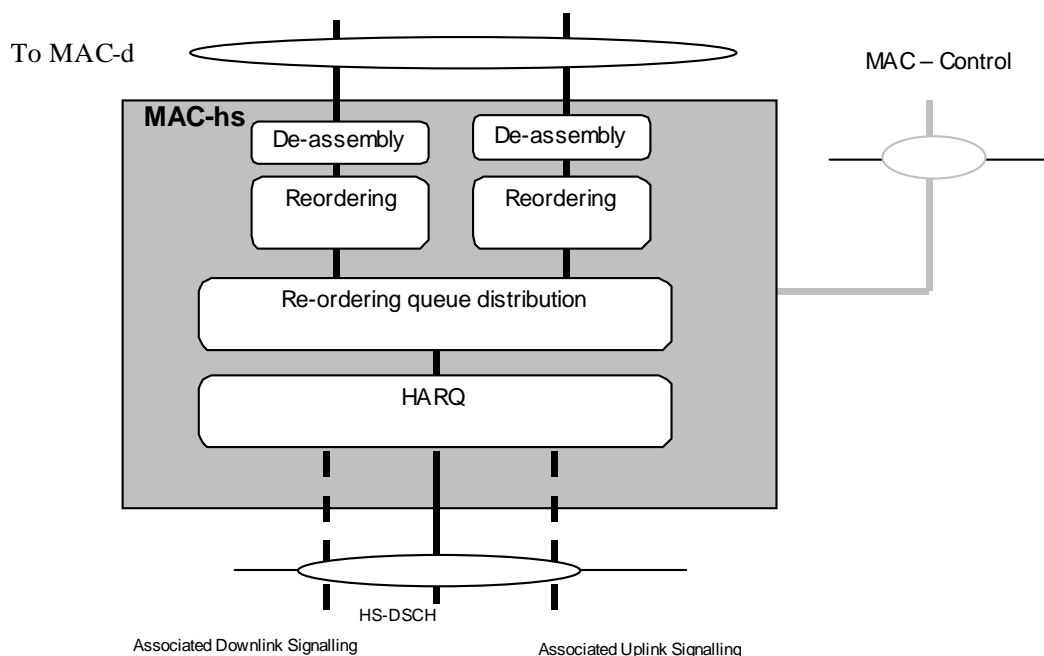 To MAC-d
MAC – Control
MAC-hs
De-assembly
De-assembly
Reordering
Reordering
Re-ordering queue distribution
HARQ
HS-DSCH
Associated Downlink Signalling
Associated Uplink Signalling